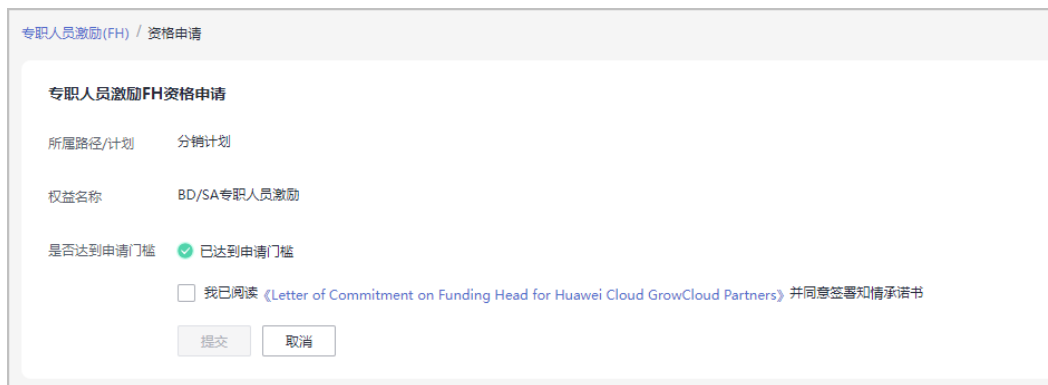 专职人员激励(FH) / 资格申请
专职人员激励FH资格申请
所属路径/计划 分销计划
权益名称 BD/SA专职人员激励
是否达到申请门槛 已达到申请门槛
我已阅读《Letter of Commitment on Funding Head for Huawei Cloud GrowCloud Partners》并同意签署知情承诺书
提交 取消